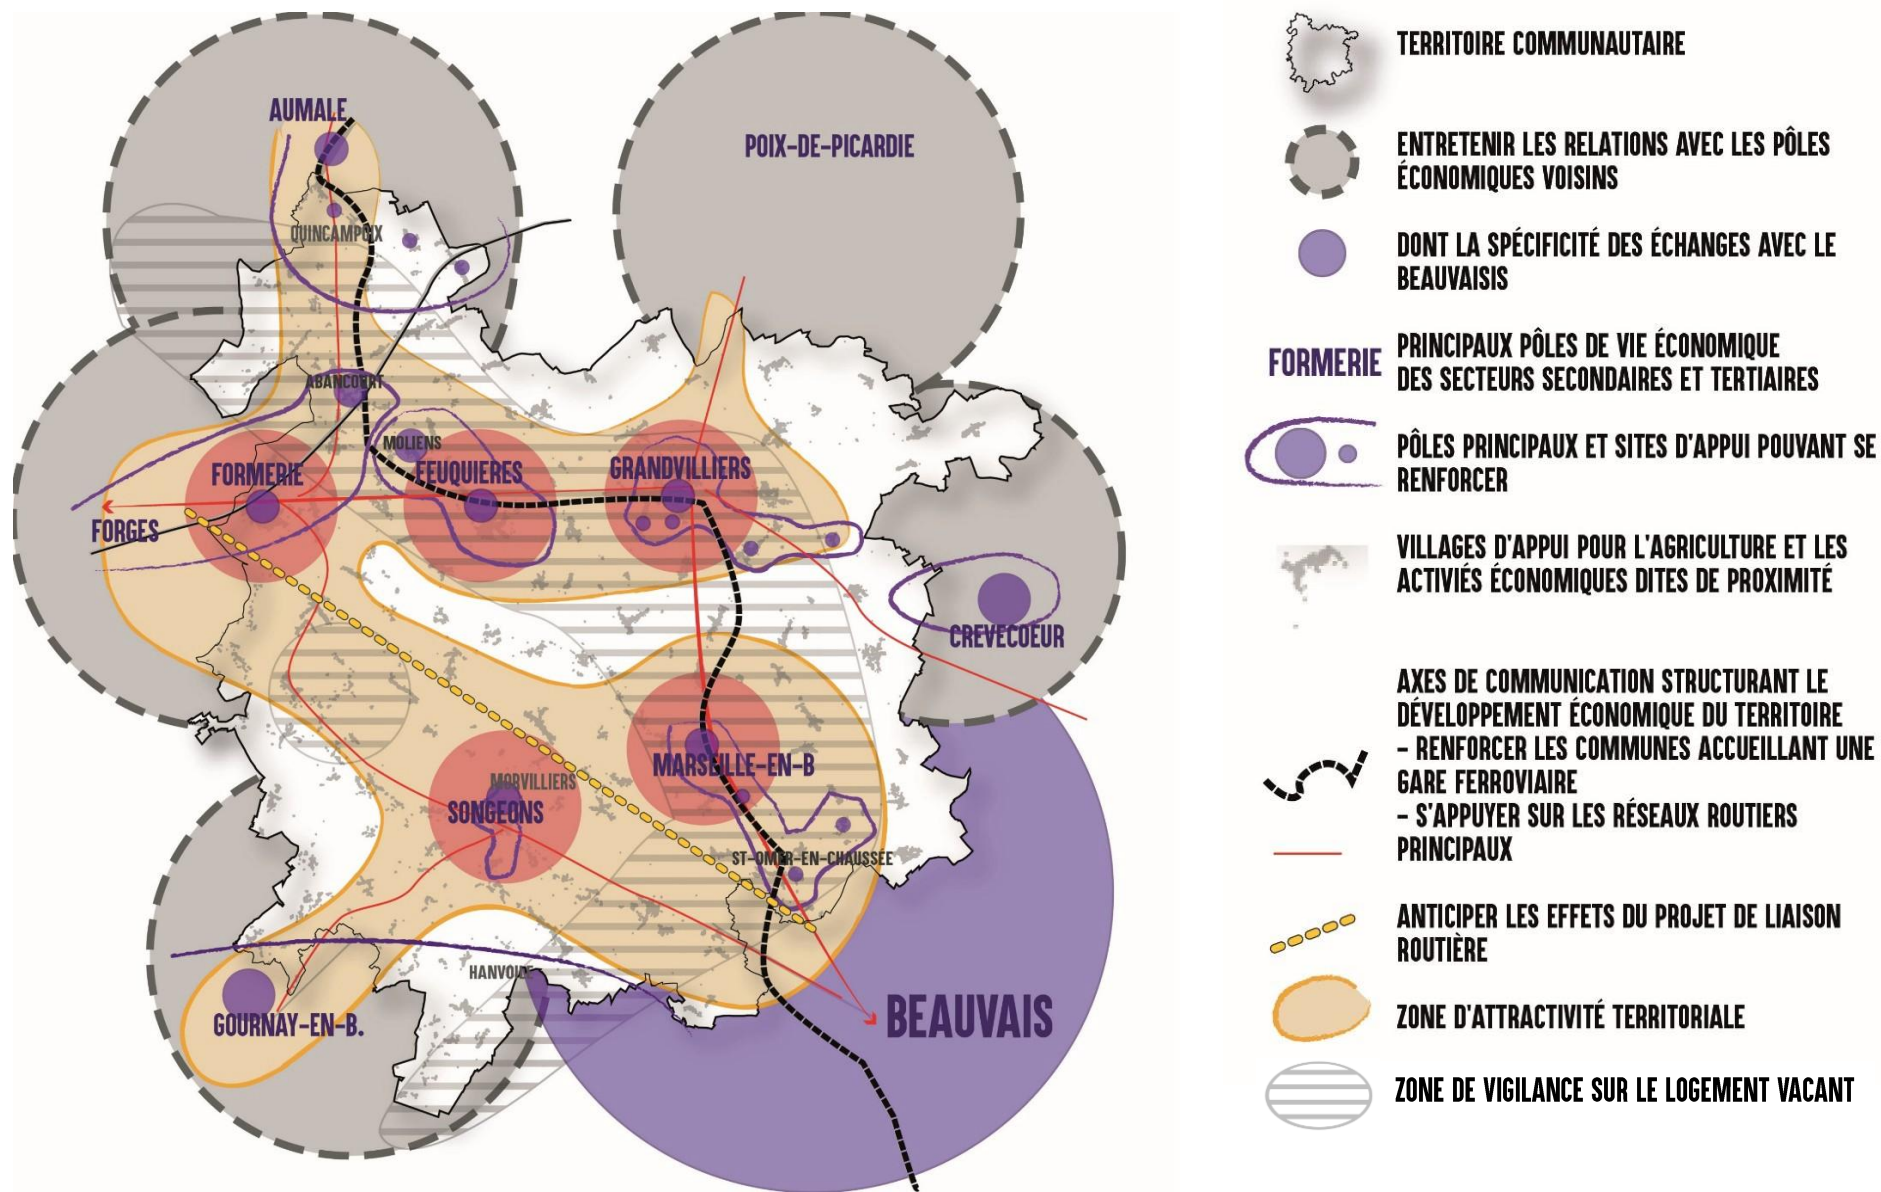 AUMALE
POIX-DE-PICARDIE
QUINCAMPOIX
ABANCOURT
MOLIENS
FORMERIE
FEUQUIERES
GRANDVILLIERS
FORGES
CREVECOEUR
MARSEILLE-EN-B
MORVILLIERS
SONGEONS
ST-OMER-EN-CHAUSSÉE
HANVOILE
GOURNAY-EN-B.
BEAUVAIS
TERRITOIRE COMMUNAUTAIRE
ENTRETENIR LES RELATIONS AVEC LES PÔLES
ÉCONOMIQUES VOISINS
DONT LA SPÉCIFICITÉ DES ÉCHANGES AVEC LE
BEAUVAISIS
FORMERIE
PRINCIPAUX PÔLES DE VIE ÉCONOMIQUE
DES SECTEURS SECONDAIRES ET TERTIAIRES
PÔLES PRINCIPAUX ET SITES D'APPUI POUVANT SE
RENFORCER
VILLAGES D'APPUI POUR L'AGRICULTURE ET LES
ACTIVIÉS ÉCONOMIQUES DITES DE PROXIMITÉ
AXES DE COMMUNICATION STRUCTURANT LE
DÉVELOPPEMENT ÉCONOMIQUE DU TERRITOIRE
- RENFORCER LES COMMUNES ACCUEILLANT UNE
GARE FERROVIAIRE
- S'APPUYER SUR LES RÉSEAUX ROUTIERS
PRINCIPAUX
ANTICIPER LES EFFETS DU PROJET DE LIAISON
ROUTIÈRE
ZONE D'ATTRACTIVITÉ TERRITORIALE
ZONE DE VIGILANCE SUR LE LOGEMENT VACANT